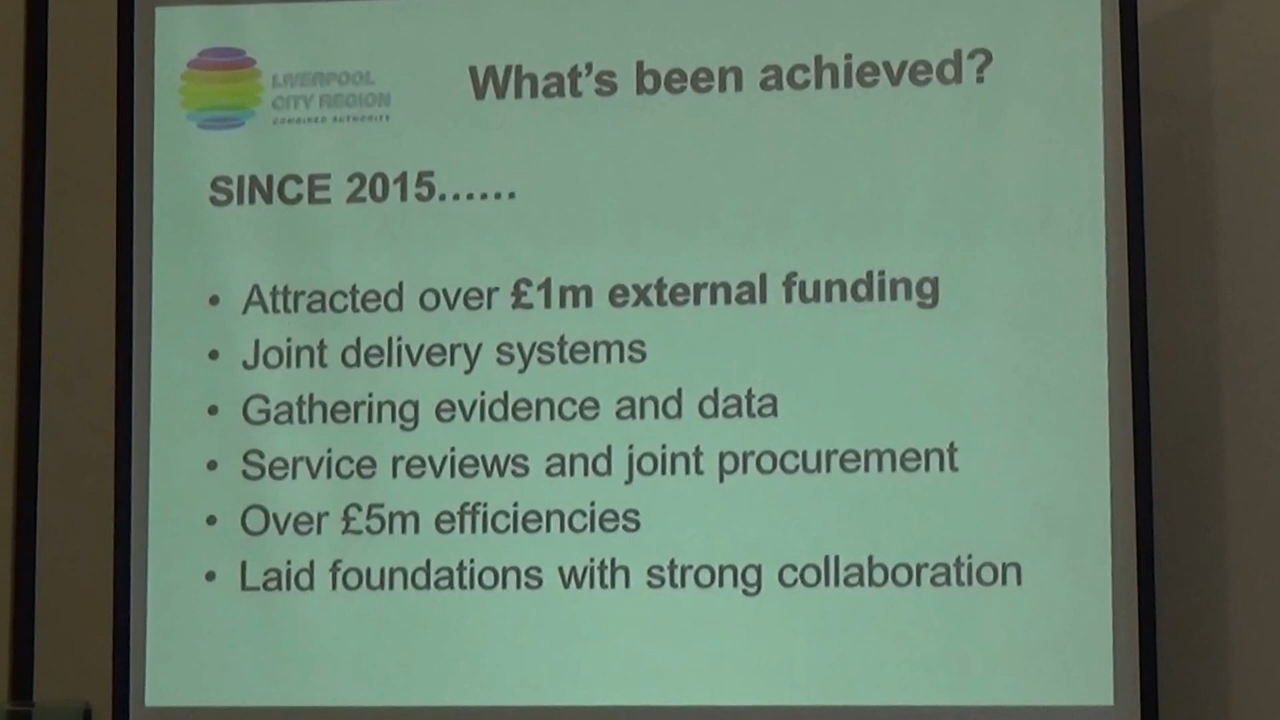 LIVERPOOL
CITY REGION
COMBINED AUTHORITY
What's been achieved?
SINCE 2015......
• Attracted over £1m external funding
• Joint delivery systems
• Gathering evidence and data
• Service reviews and joint procurement
• Over £5m efficiencies
• Laid foundations with strong collaboration